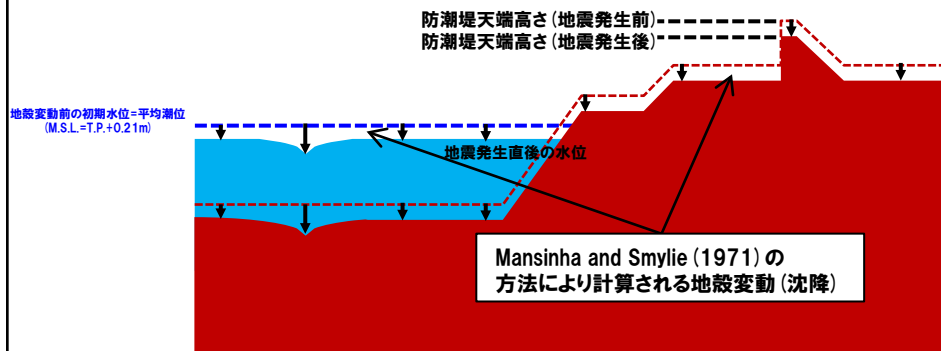 防潮堤天端高さ(地震発生前)
防潮堤天端高さ(地震発生後)
地殻変動前の初期水位=平均潮位
(M.S.L.=T.P.+0.21m)
地震発生直後の水位
Mansinha and Smylie(1971)の
方法により計算される地殻変動(沈降)